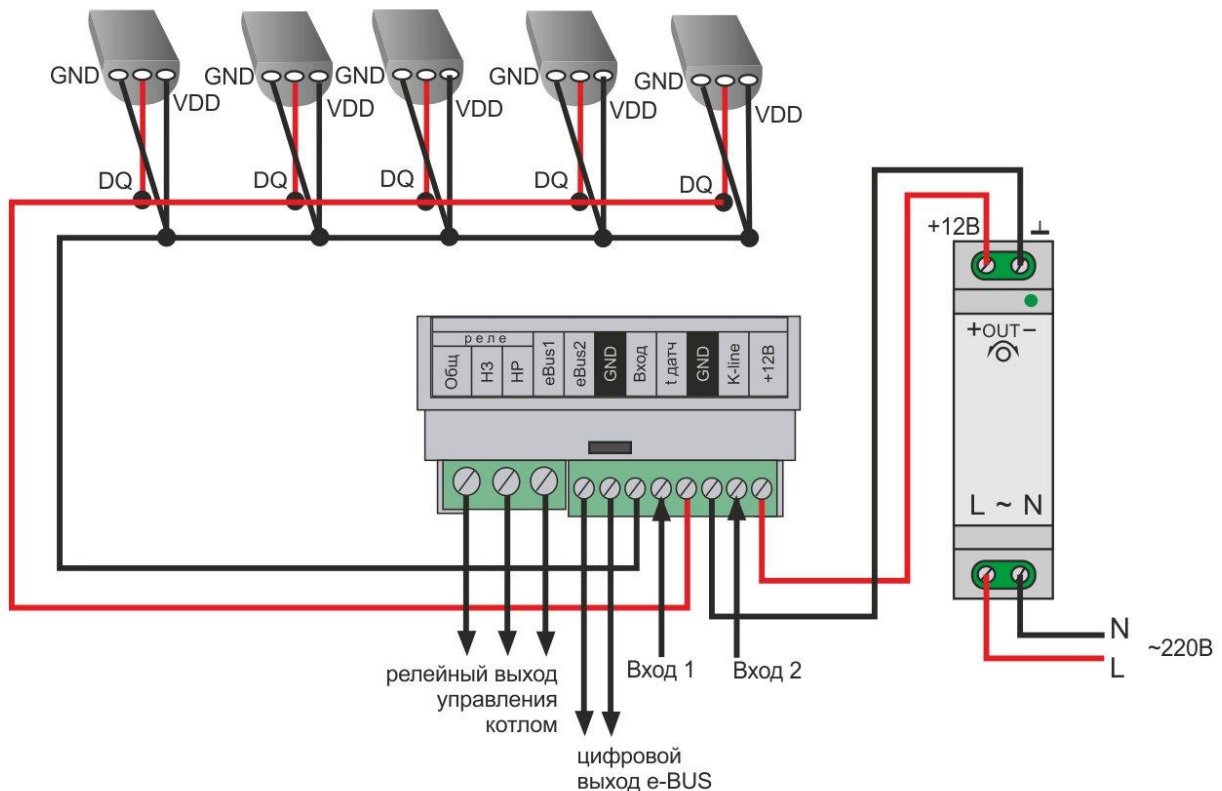 GND
VDD
DQ
GND
VDD
DQ
GND
VDD
DQ
GND
VDD
DQ
GND
VDD
DQ
+12В
+OUT−
L ~ N
реле
Общ
НЗ
НР
eBus1
eBus2
GND
Вход
t датч
GND
K-line
+12В
релейный выход
управления
котлом
цифровой
выход e-BUS
Вход 1
Вход 2
N
L
~220В